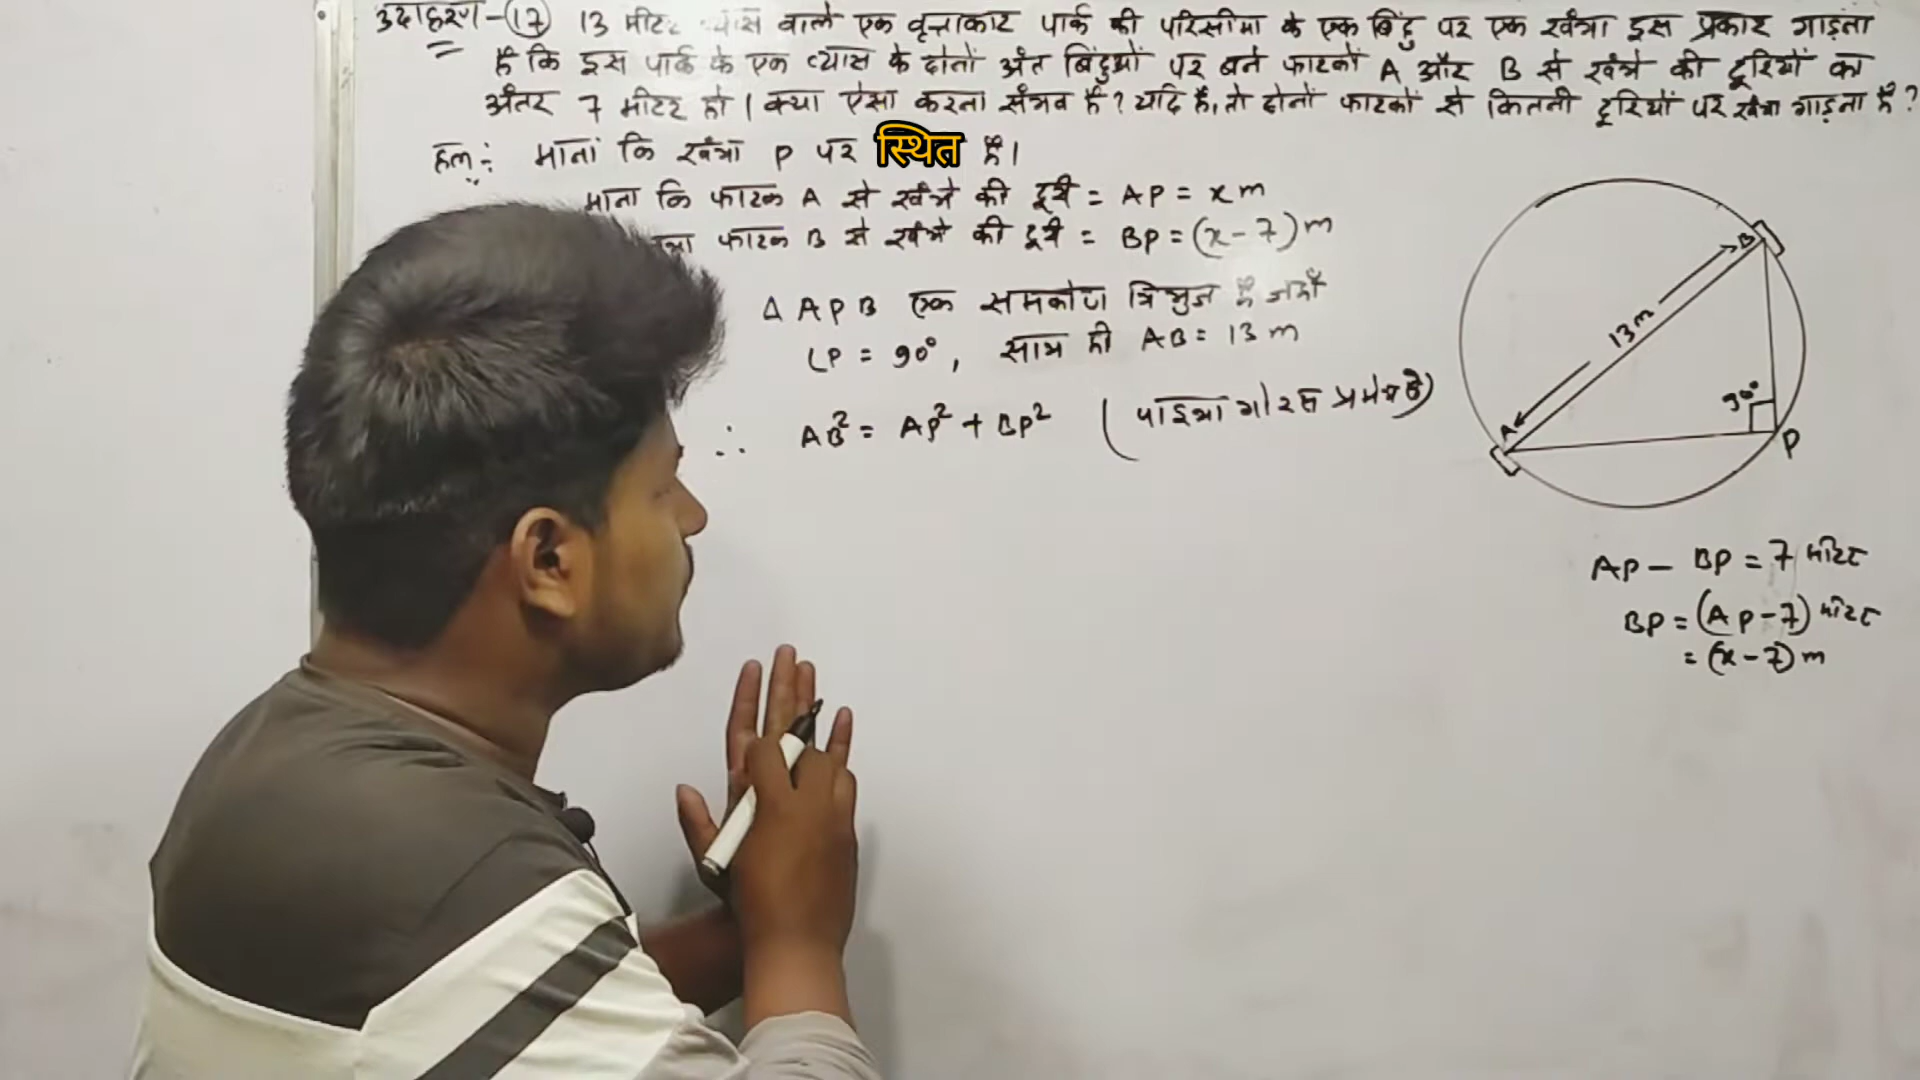 उदाहरण-(17) 13 मीटर व्यास वाले एक वृत्ताकार पार्क की परिसीमा के एक बिंदु पर एक खंभा इस प्रकार गाड़ना
है कि इस पार्क के एक व्यास के दोनों अंत बिंदुओं पर बने फाटकों A और B से खंभे की दूरियों का
अंतर 7 मीटर हो। क्या ऐसा करना संभव है? यदि है, तो दोनों फाटकों से कितनी दूरियों पर खंभा गाड़ना है?
हल:- माना कि खंभा P पर स्थित है।
माना कि फाटक A से खंभे की दूरी = AP = x m
फाटक B से खंभे की दूरी = BP = (x-7) m
Δ APB एक समकोण त्रिभुज है जहाँ
∠P = 90°, साथ ही AB = 13 m
∴ AB² = AP² + BP² (पाइथागोरस प्रमेय से)
B
13 m
A
90°
P
AP - BP = 7 मीटर
BP = (AP-7) मीटर
= (x-7) m